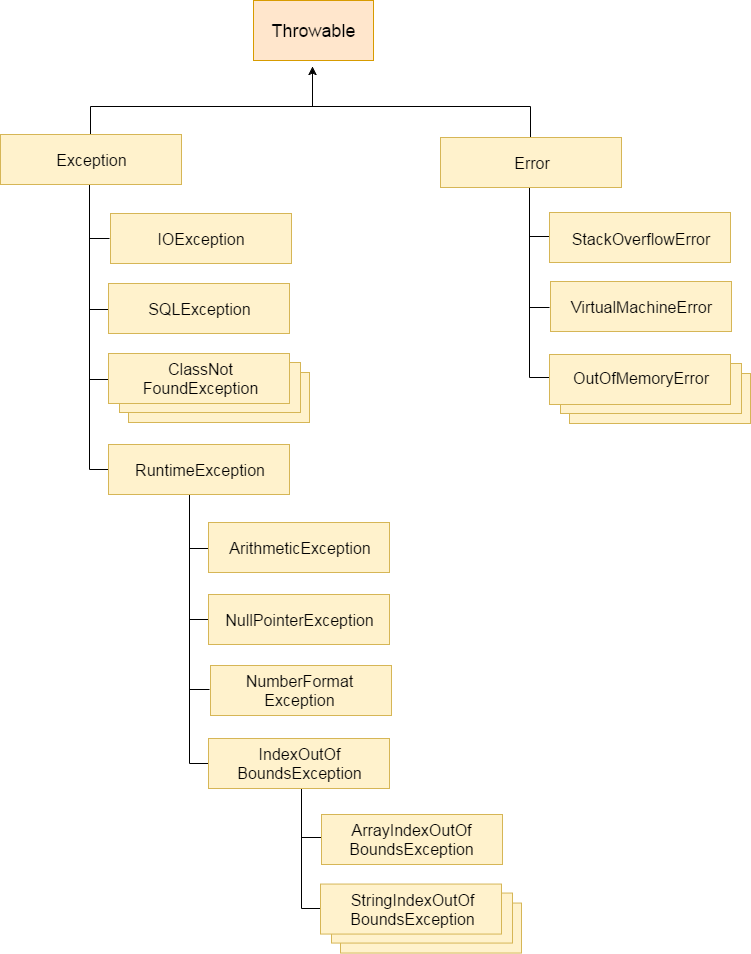 Throwable
Exception
Error
IOException
StackOverflowError
SQLException
VirtualMachineError
ClassNot
FoundException
OutOfMemoryError
RuntimeException
ArithmeticException
NullPointerException
NumberFormat
Exception
IndexOutOf
BoundsException
ArrayIndexOutOf
BoundsException
StringIndexOutOf
BoundsException